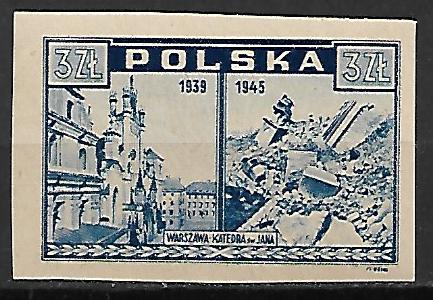 3ZŁ POLSKA 3ZŁ
1939 1945
WARSZAWA-KATEDRA ŚW. JANA